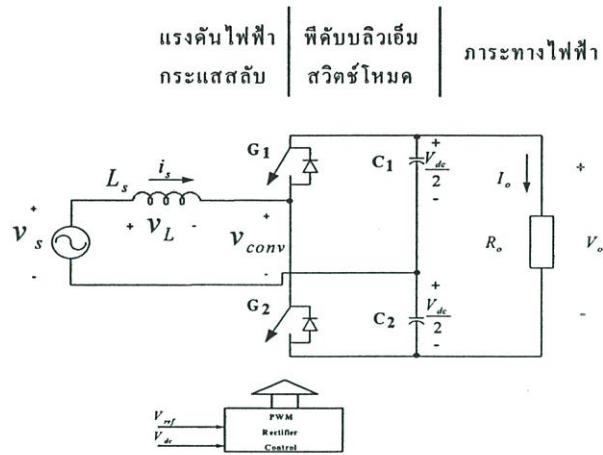 แรงดันไฟฟ้า
กระแสสลับ
พีดับบลิวเอ็ม
สวิตช์โหมด
ภาระทางไฟฟ้า
G1
C1
+
Vdc
2
-
Ls
is
Io
+
vs
+
-
+ vL -
+
vconv
-
Ro
Vo
+
-
G2
C2
+
Vdc
2
-
Vref
Vdc
PWM
Rectifier
Control